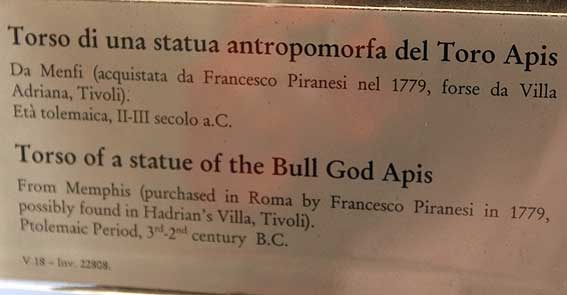 Torso di una statua antropomorfa del Toro Apis
Da Menfi (acquistata da Francesco Piranesi nel 1779, forse da Villa
Adriana, Tivoli).
Età tolemaica, II-III secolo a.C.
Torso of a statue of the Bull God Apis
From Memphis (purchased in Roma by Francesco Piranesi in 1779,
possibly found in Hadrian's Villa, Tivoli).
Ptolemaic Period, 3rd-2nd century B.C.
V 18 – Inv. 22808.